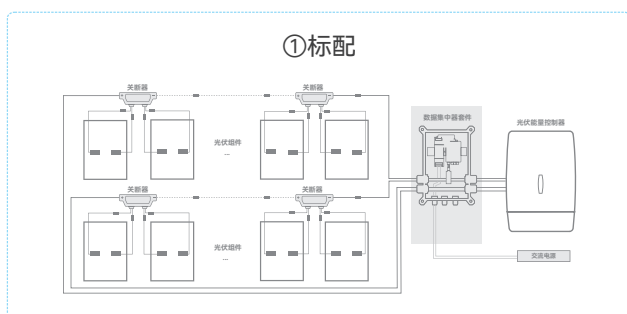 ①标配
关断器
关断器
数据集中器套件
光伏能量控制器
光伏组件
...
关断器
关断器
光伏组件
...
交流电源